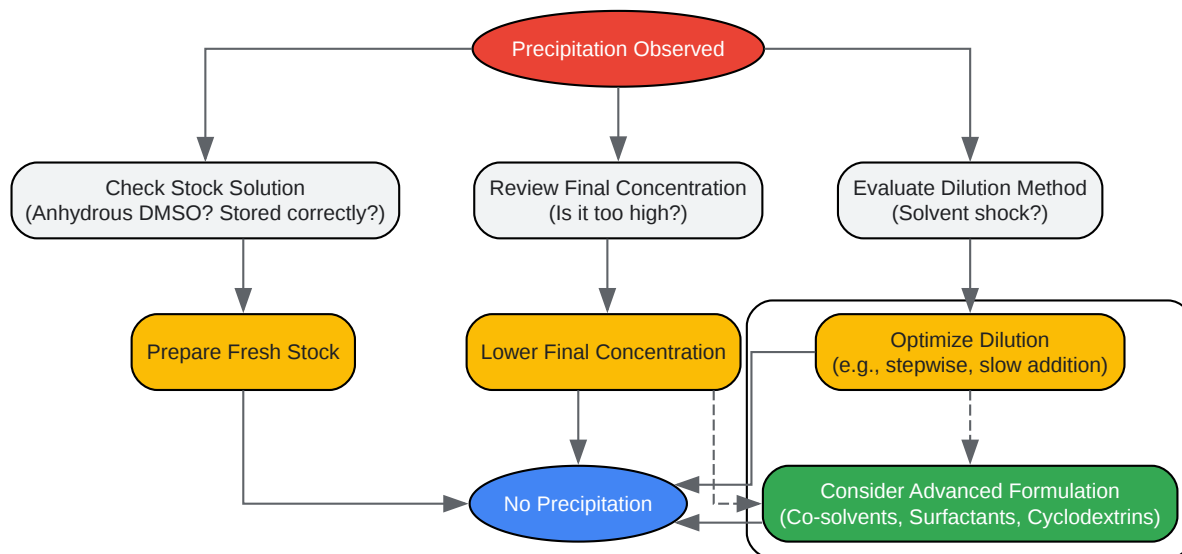 Precipitation Observed
Check Stock Solution
(Anhydrous DMSO? Stored correctly?)
Review Final Concentration
(Is it too high?)
Evaluate Dilution Method
(Solvent shock?)
Prepare Fresh Stock
Lower Final Concentration
Optimize Dilution
(e.g., stepwise, slow addition)
No Precipitation
Consider Advanced Formulation
(Co-solvents, Surfactants, Cyclodextrins)